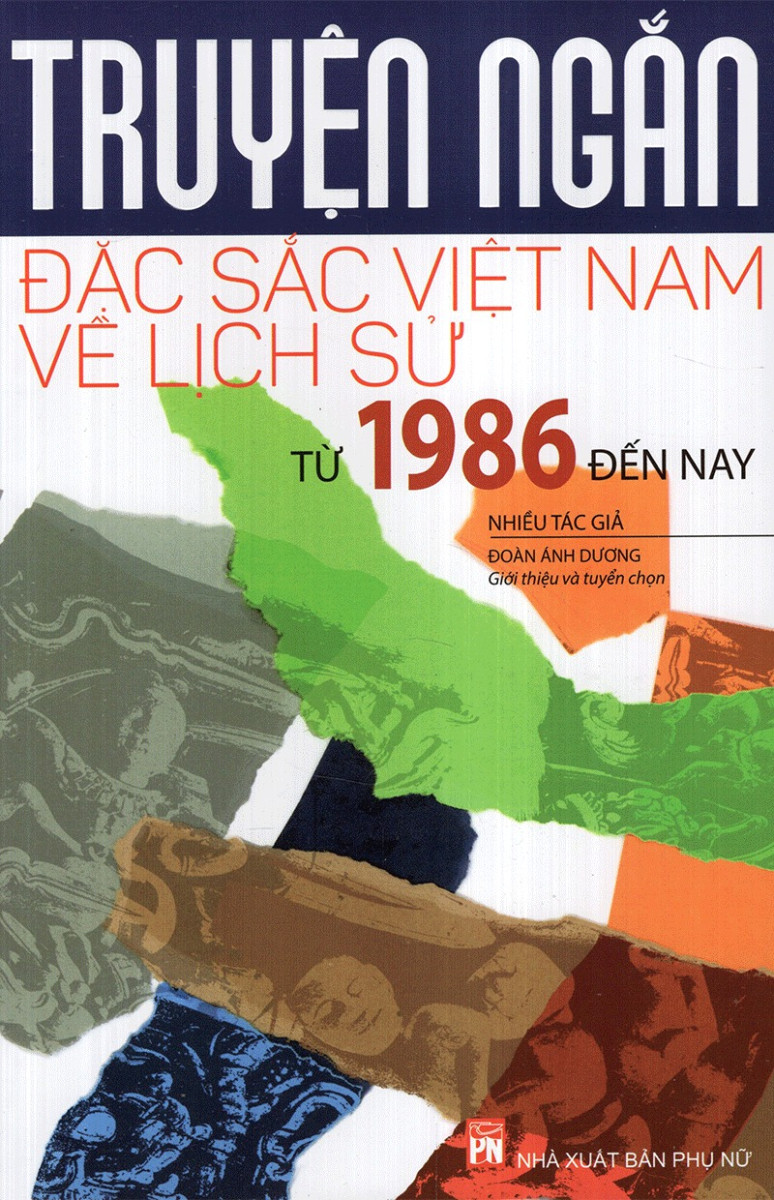 TRUYỆN NGẮN
ĐẶC SẮC VIỆT NAM
VỀ LỊCH SỬ
TỪ 1986 ĐẾN NAY
NHIỀU TÁC GIẢ
ĐOÀN ÁNH DƯƠNG
Giới thiệu và tuyển chọn
PN
NHÀ XUẤT BẢN PHỤ NỮ